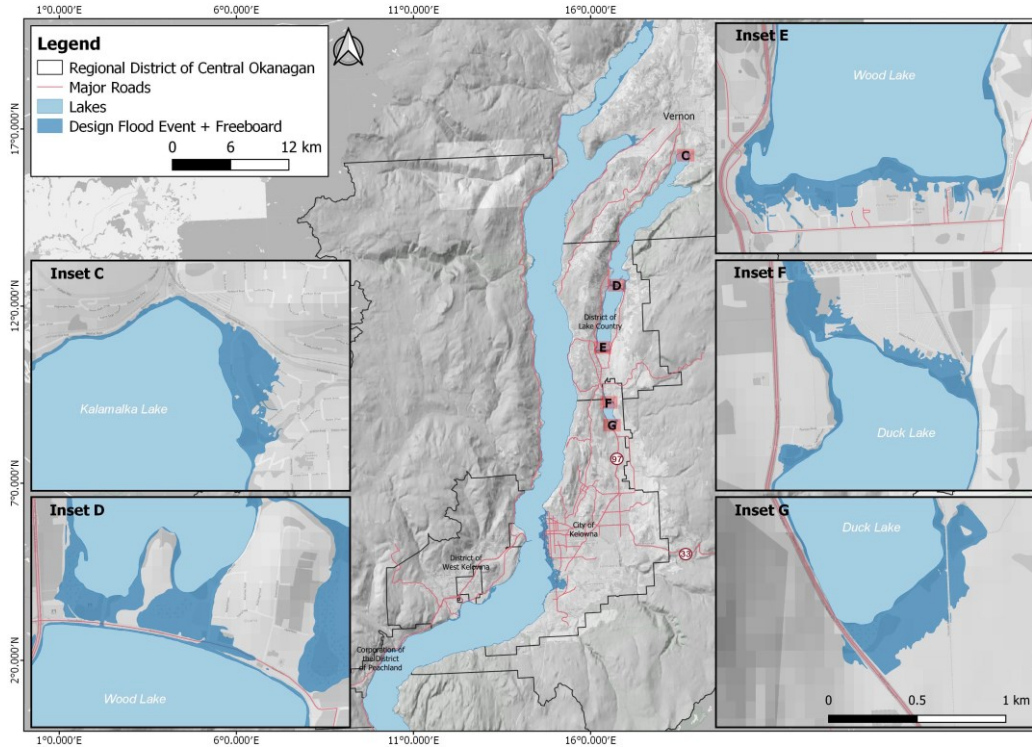 1°0.000'E 6°0.000'E 11°0.000'E 16°0.000'E
Legend
Regional District of Central Okanagan
Major Roads
Lakes
Design Flood Event + Freeboard
0 6 12 km
17°0.000'N
12°0.000'N
7°0.000'N
2°0.000'N
Inset C
Kalamalka Lake
Inset D
Wood Lake
Vernon
C
D
District of
Lake Country
E
F
G
97
City of
Kelowna
33
District of
West Kelowna
Corporation of
the District
of Peachland
Inset E
Wood Lake
Inset F
Duck Lake
Inset G
Duck Lake
0 0.5 1 km
1°0.000'E 6°0.000'E 11°0.000'E 16°0.000'E